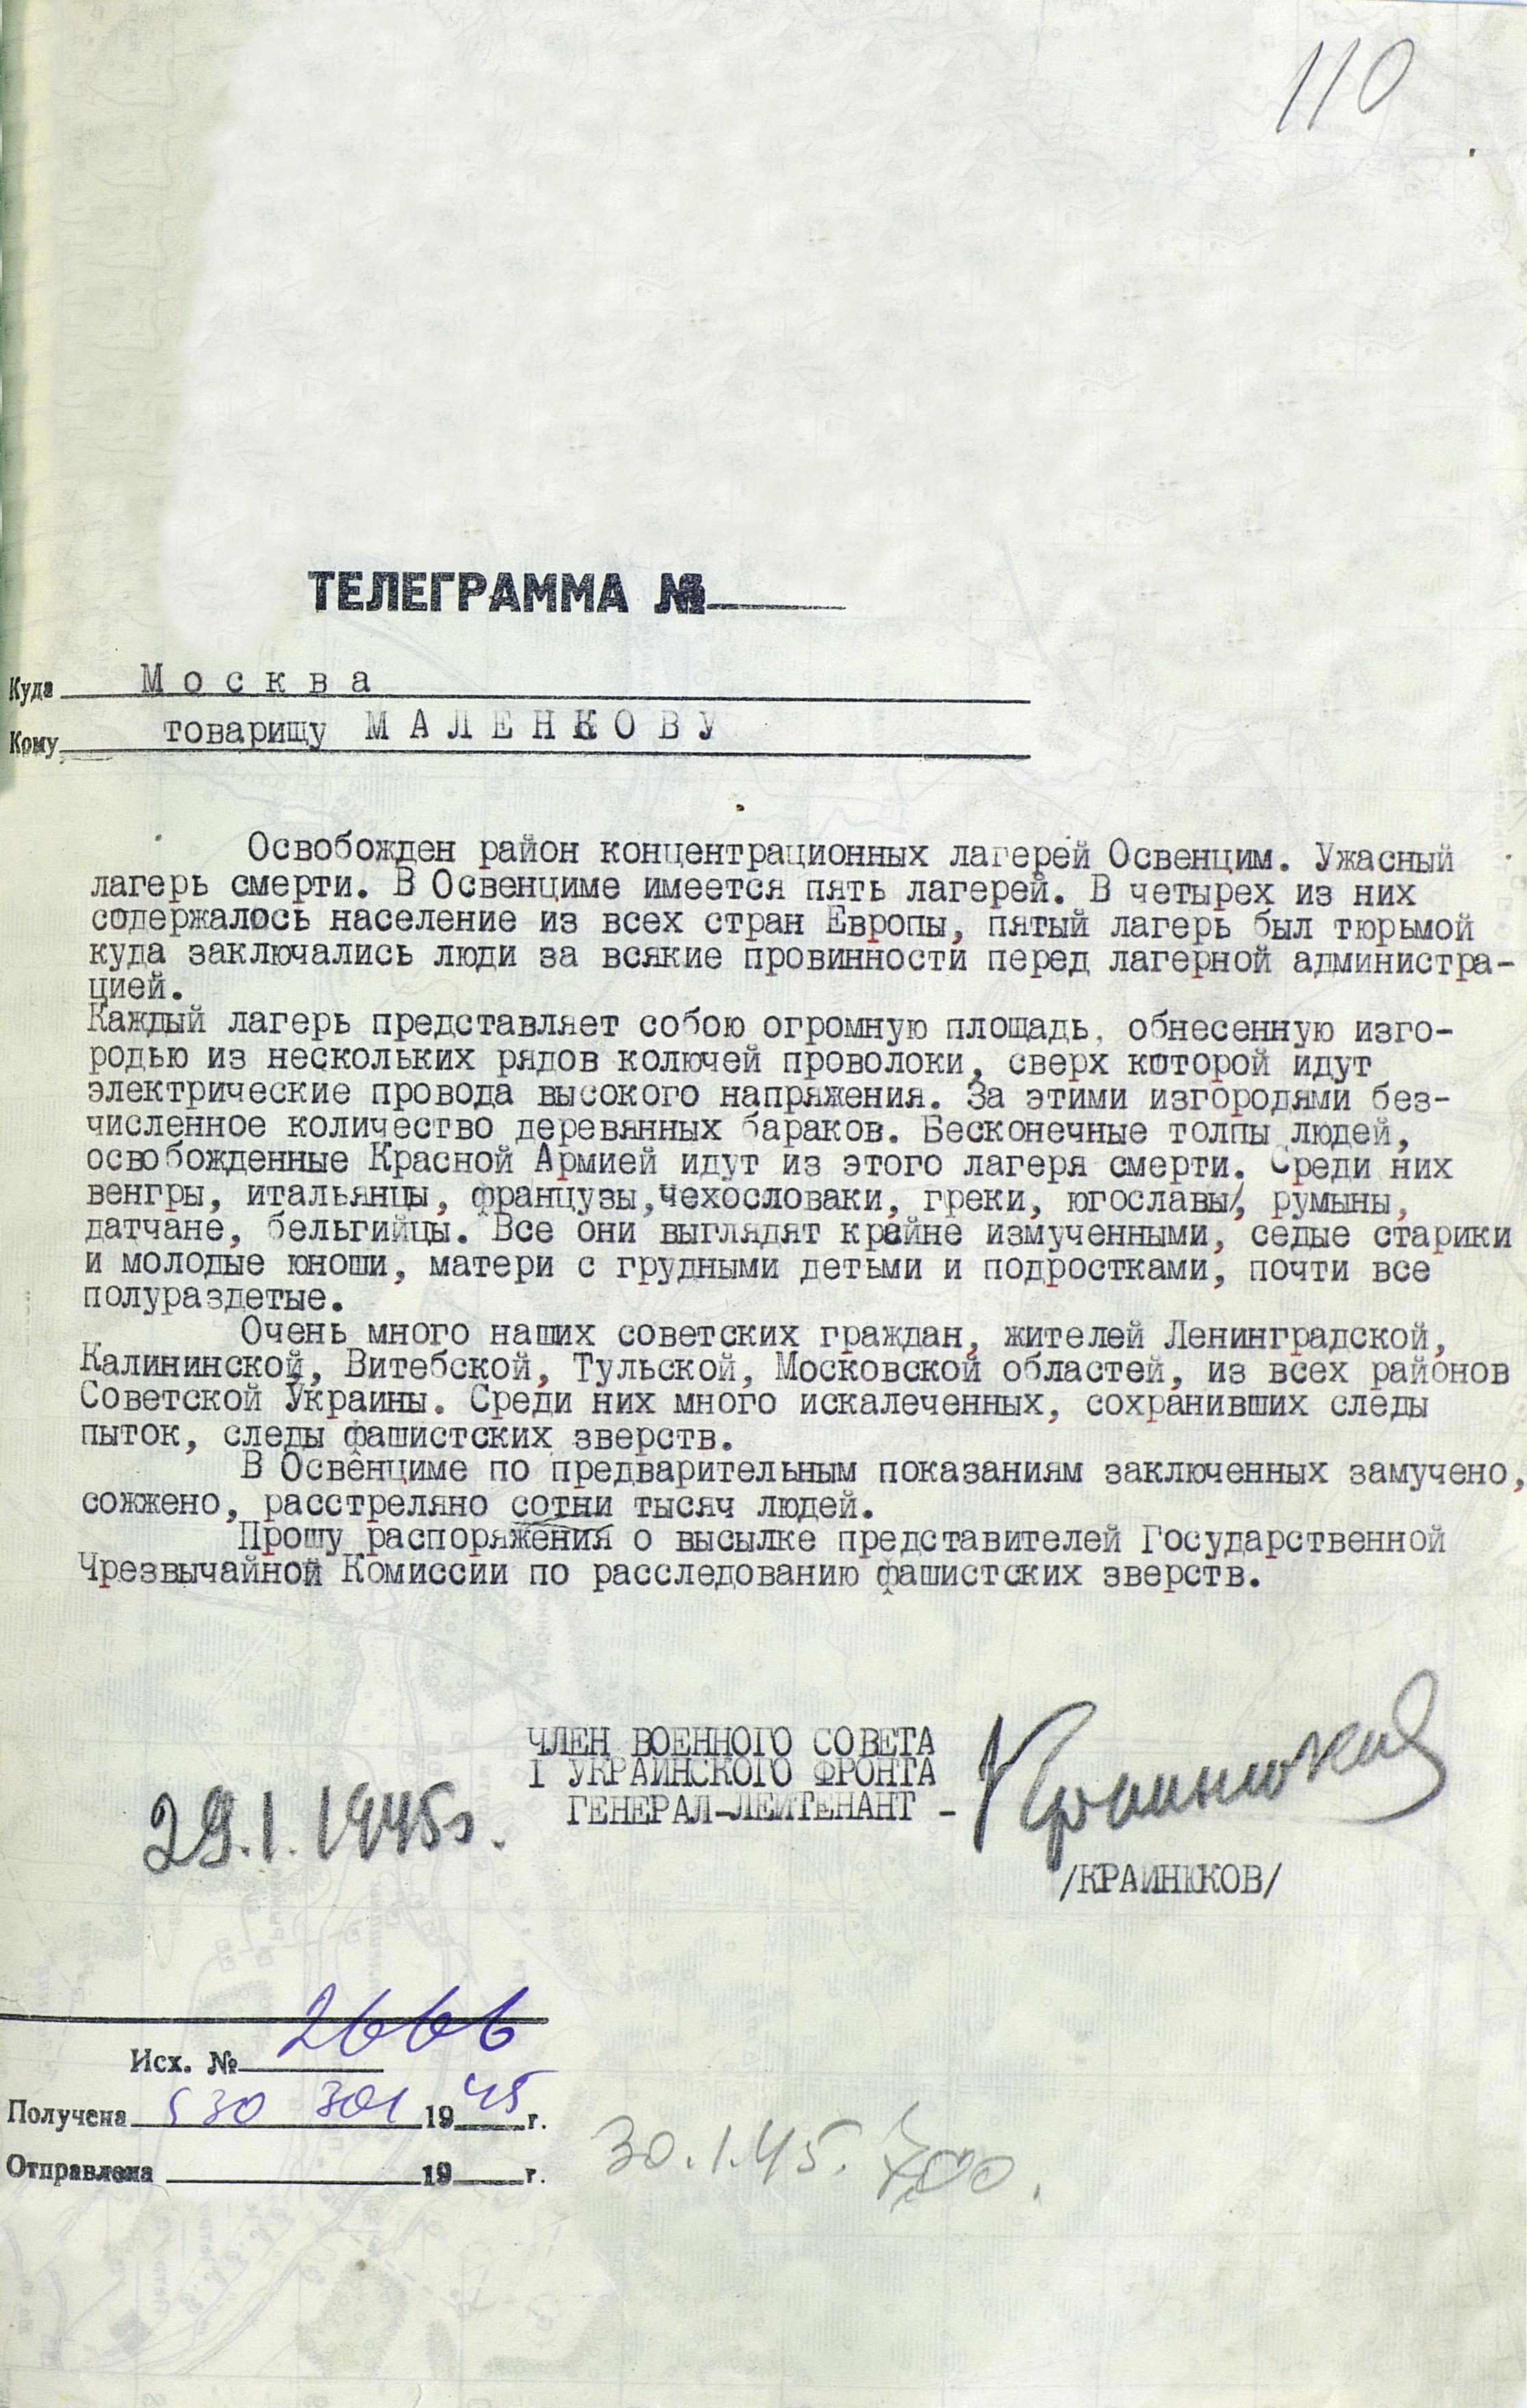 110
ТЕЛЕГРАММА №
Куда М о с к в а
Кому товарищу М А Л Е Н К О В У
Освобожден район концентрационных лагерей Освенцим. Ужасный
лагерь смерти. В Освенциме имеется пять лагерей. В четырех из них
содержалось население из всех стран Европы, пятый лагерь был тюрьмой
куда заключались люди за всякие провинности перед лагерной администра-
цией.
Каждый лагерь представляет собою огромную площадь, обнесенную изго-
родью из нескольких рядов колючей проволоки, сверх которой идут
электрические провода высокого напряжения. За этими изгородями без-
численное количество деревянных бараков. Бесконечные толпы людей,
освобожденные Красной Армией идут из этого лагеря смерти. Среди них
венгры, итальянцы, французы, чехословаки, греки, югославы, румыны,
датчане, бельгийцы. Все они выглядят крайне измученными, седые старики
и молодые юноши, матери с грудными детьми и подростками, почти все
полураздетые.
Очень много наших советских граждан, жителей Ленинградской,
Калининской, Витебской, Тульской, Московской областей, из всех районов
Советской Украины. Среди них много искалеченных, сохранивших следы
пыток, следы фашистских зверств.
В Освенциме по предварительным показаниям заключенных замучено,
сожжено, расстреляно сотни тысяч людей.
Прошу распоряжения о высылке представителей Государственной
Чрезвычайной Комиссии по расследованию фашистских зверств.
ЧЛЕН ВОЕННОГО СОВЕТА
I УКРАИНСКОГО ФРОНТА
ГЕНЕРАЛ-ЛЕЙТЕНАНТ -
29.1.1945г.
/КРАЙНЮКОВ/
Исх. № 2666
Получена 5 30 30/I 1945 г.
Отправлена 19 г.
30.1.45. 700.